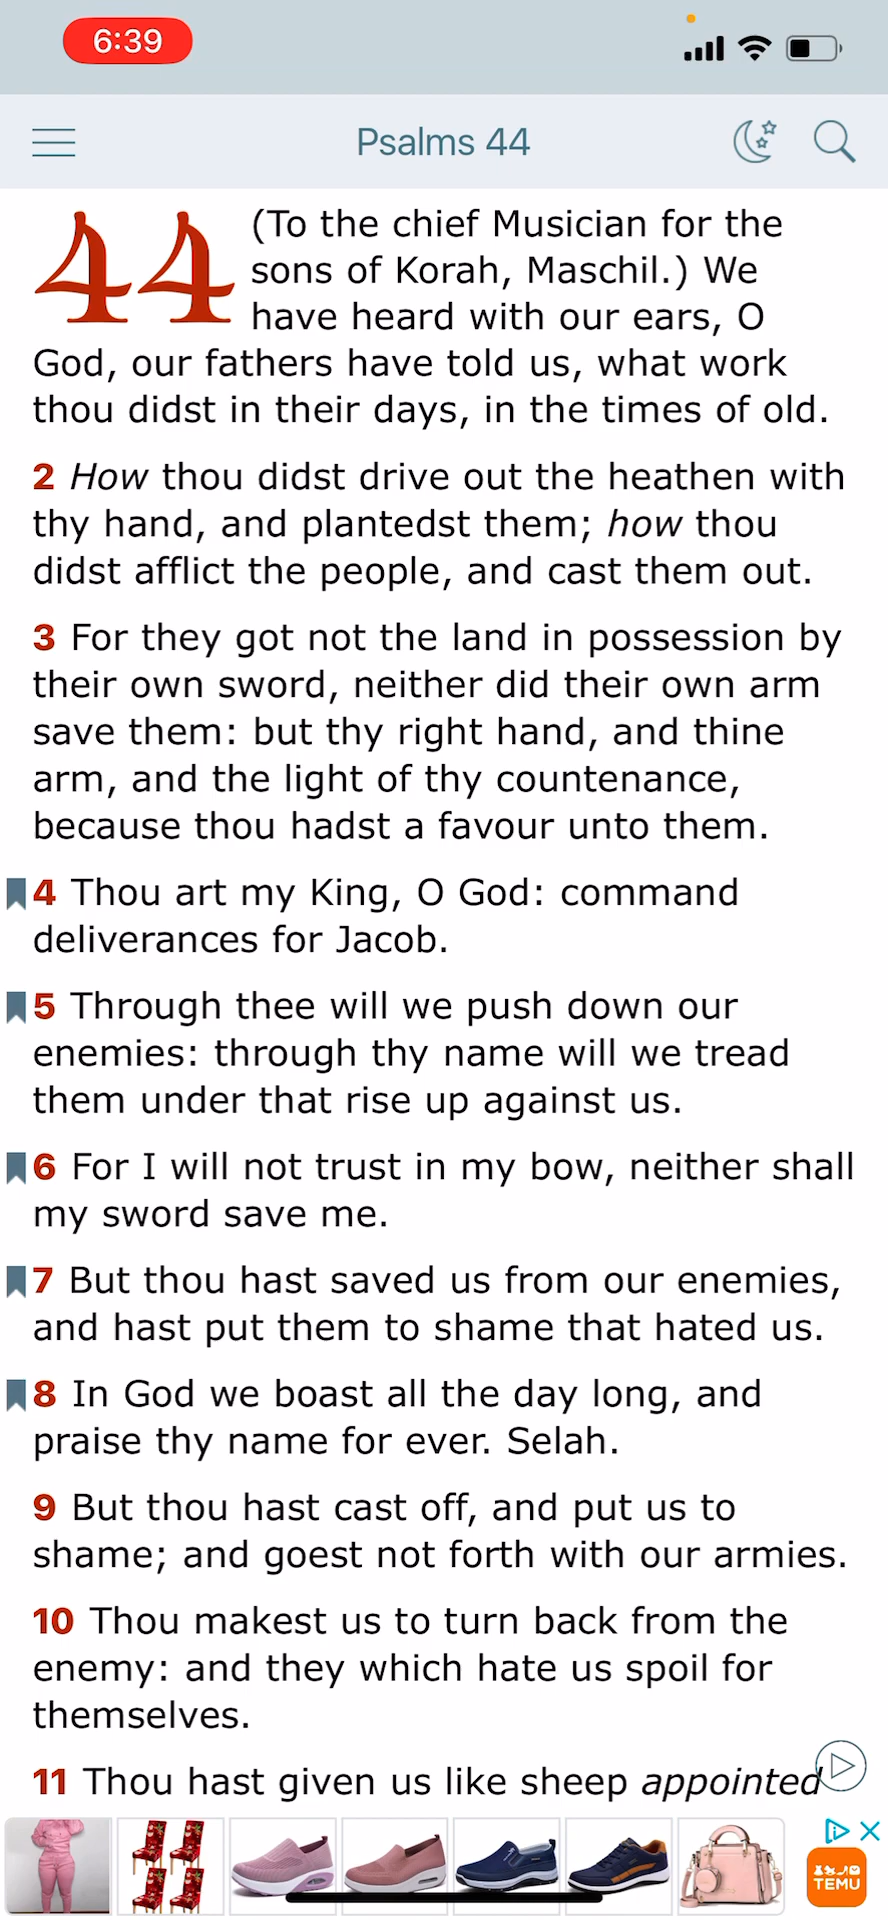 6:39
Psalms 44
44 (To the chief Musician for the
sons of Korah, Maschil.) We
have heard with our ears, O
God, our fathers have told us, what work
thou didst in their days, in the times of old.
2 How thou didst drive out the heathen with
thy hand, and plantedst them; how thou
didst afflict the people, and cast them out.
3 For they got not the land in possession by
their own sword, neither did their own arm
save them: but thy right hand, and thine
arm, and the light of thy countenance,
because thou hadst a favour unto them.
4 Thou art my King, O God: command
deliverances for Jacob.
5 Through thee will we push down our
enemies: through thy name will we tread
them under that rise up against us.
6 For I will not trust in my bow, neither shall
my sword save me.
7 But thou hast saved us from our enemies,
and hast put them to shame that hated us.
8 In God we boast all the day long, and
praise thy name for ever. Selah.
9 But thou hast cast off, and put us to
shame; and goest not forth with our armies.
10 Thou makest us to turn back from the
enemy: and they which hate us spoil for
themselves.
11 Thou hast given us like sheep appointed
TEMU